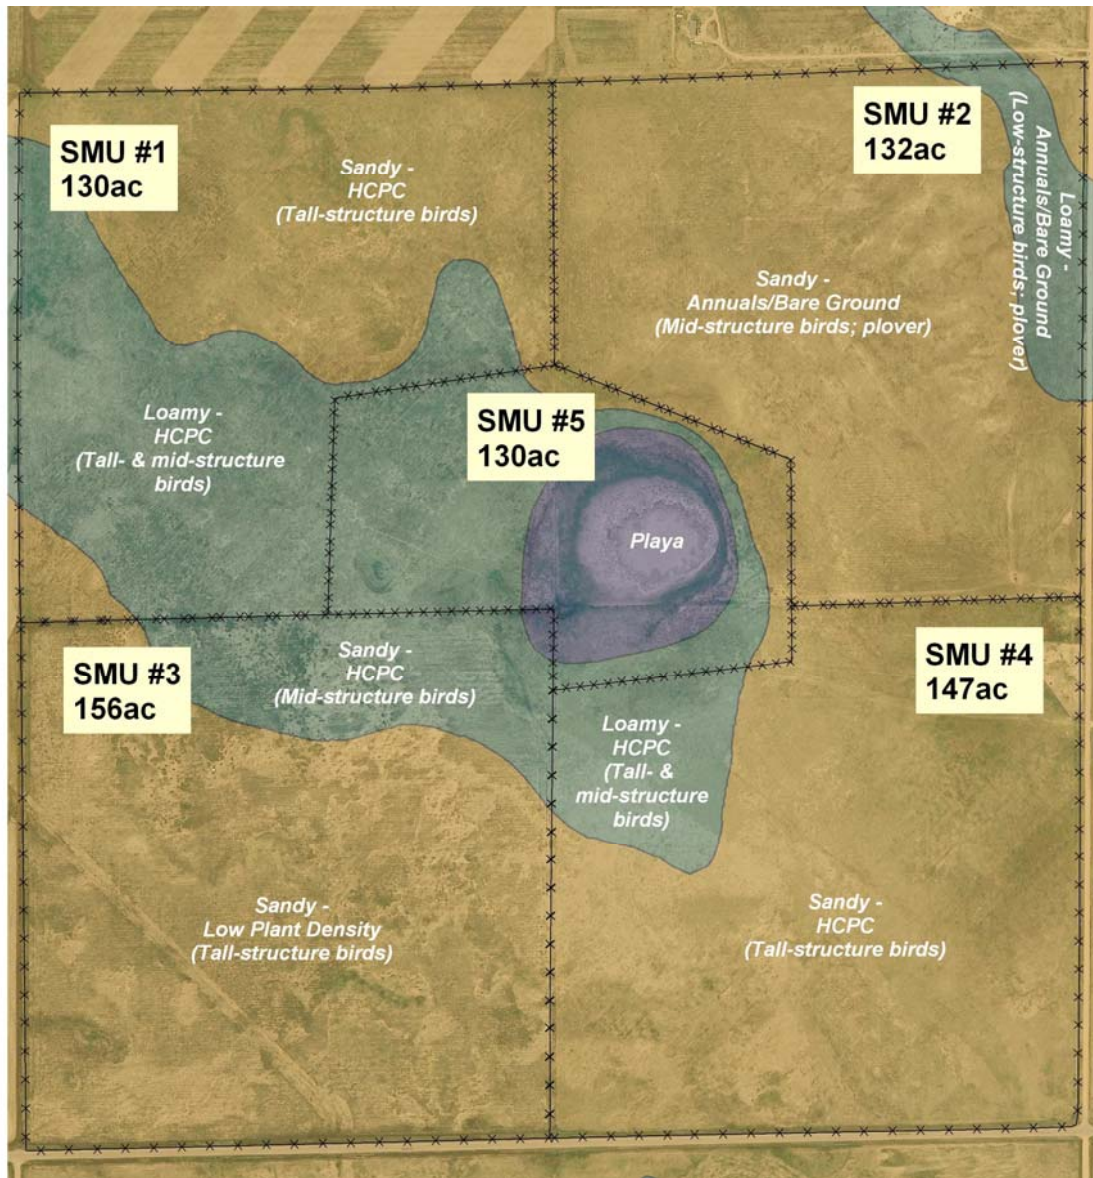 SMU #1
130ac
Sandy -
HCPC
(Tall-structure birds)
SMU #2
132ac
Loamy -
Annuals/Bare Ground
(Low-structure birds; plover)
Sandy -
Annuals/Bare Ground
(Mid-structure birds; plover)
Loamy -
HCPC
(Tall- & mid-structure
birds)
SMU #5
130ac
Playa
SMU #3
156ac
Sandy -
HCPC
(Mid-structure birds)
SMU #4
147ac
Loamy -
HCPC
(Tall- &
mid-structure
birds)
Sandy -
Low Plant Density
(Tall-structure birds)
Sandy -
HCPC
(Tall-structure birds)